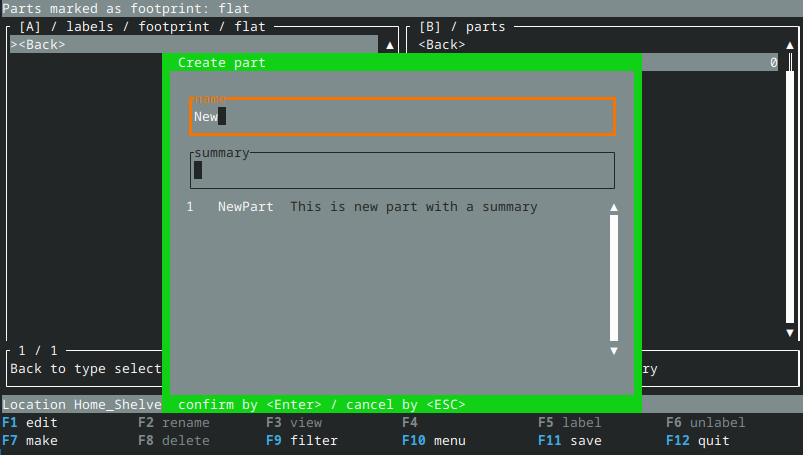 Parts marked as footprint: flat
[A] / labels / footprint / flat
[B] / parts
><Back>
<Back>
Create part
0
name
New
summary
1 NewPart This is new part with a summary
1 / 1
Back to type select
ry
Location Home_Shelve
confirm by <Enter> / cancel by <ESC>
F1 edit F2 rename F3 view F4 F5 label F6 unlabel
F7 make F8 delete F9 filter F10 menu F11 save F12 quit